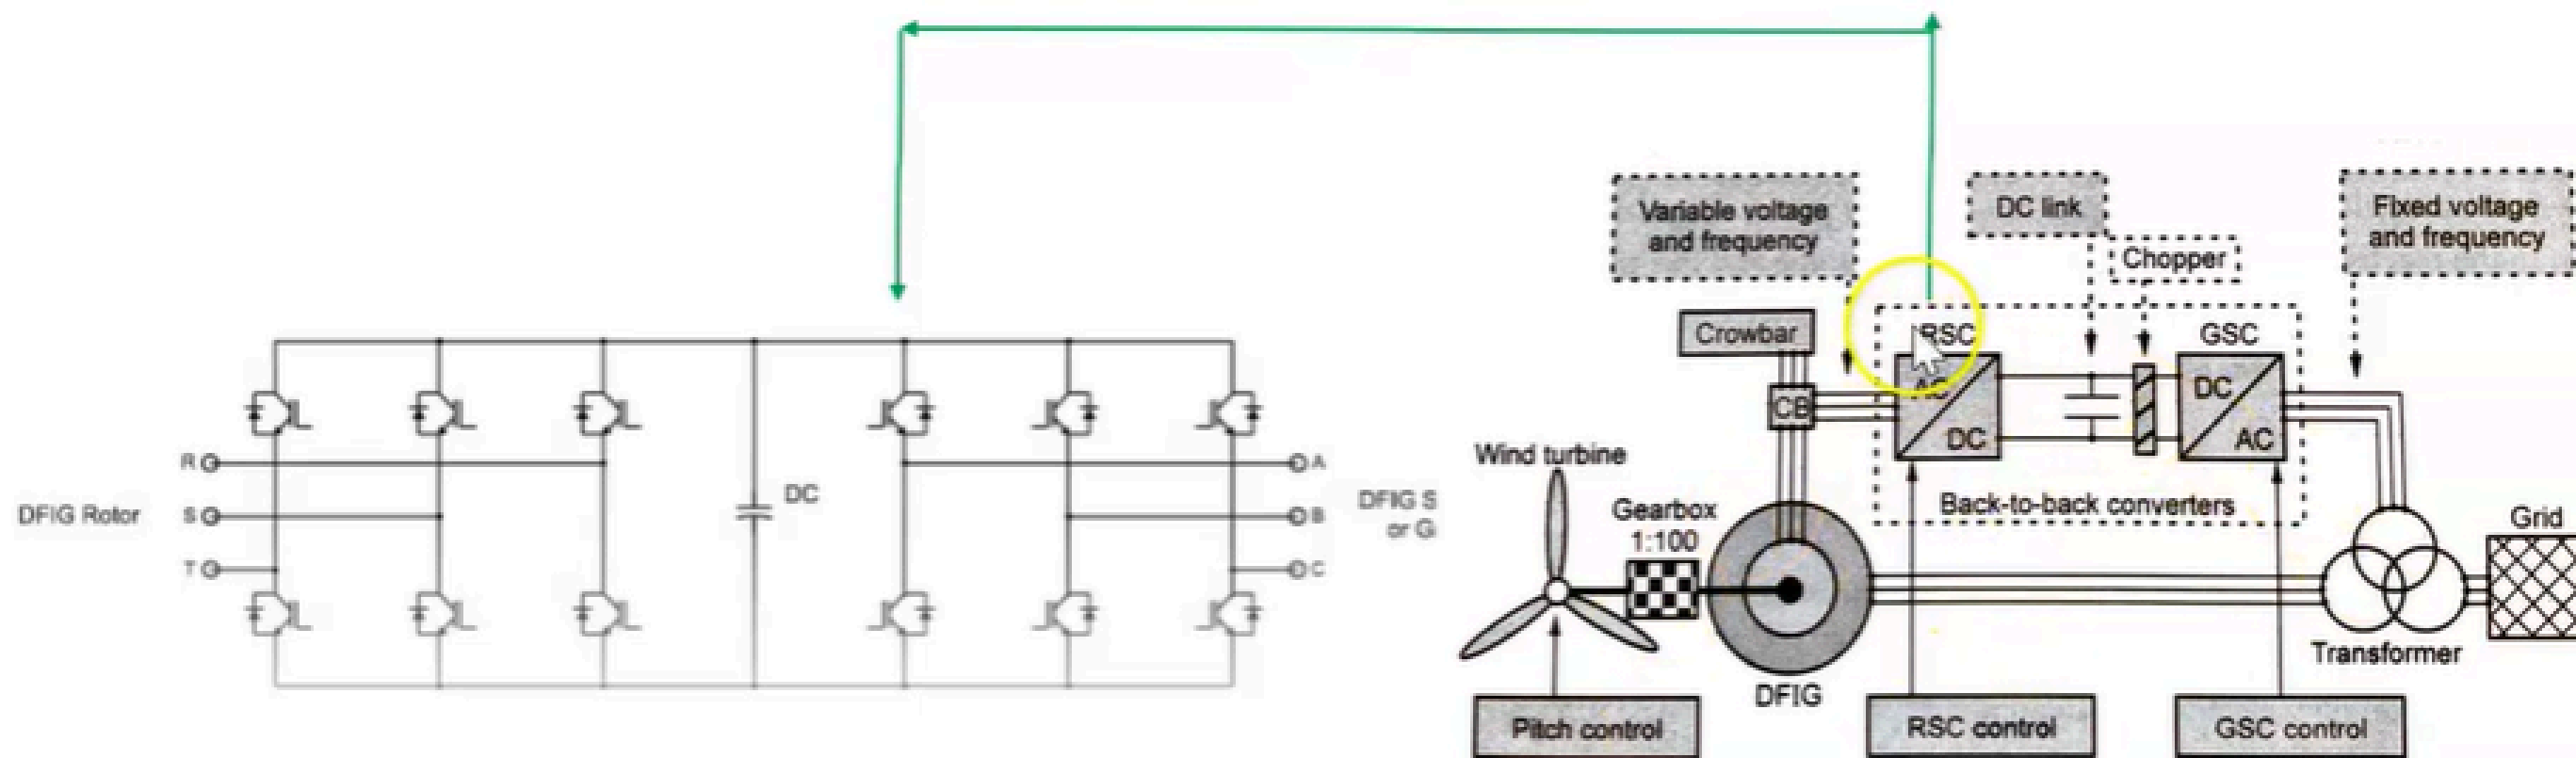 Variable voltage
and frequency
DC link
Chopper
Fixed voltage
and frequency
Crowbar
RSC
GSC
AC
DC
DC
AC
CB
Back-to-back converters
Wind turbine
Gearbox
1:100
DFIG
Grid
Transformer
Pitch control
RSC control
GSC control
DFIG Rotor
R
S
T
DC
A
B
C
DFIG S
or G